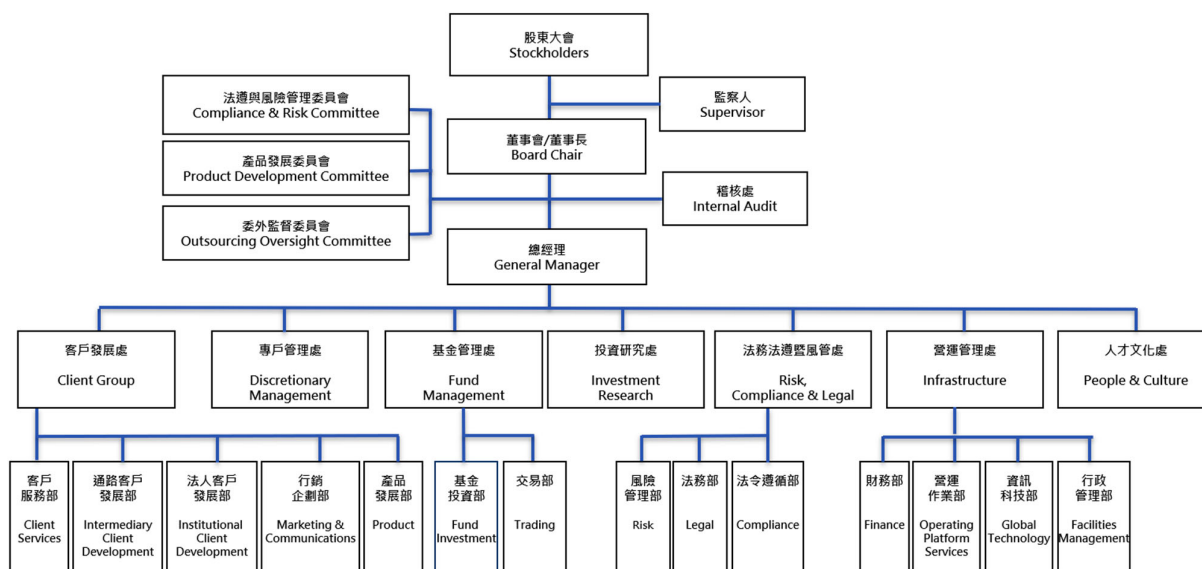 股東大會
Stockholders
法遵與風險管理委員會
Compliance & Risk Committee
監察人
Supervisor
董事會/董事長
Board Chair
產品發展委員會
Product Development Committee
稽核處
Internal Audit
委外監督委員會
Outsourcing Oversight Committee
總經理
General Manager
客戶發展處
Client Group
專戶管理處
Discretionary
Management
基金管理處
Fund
Management
投資研究處
Investment
Research
法務法遵暨風管處
Risk,
Compliance & Legal
營運管理處
Infrastructure
人才文化處
People & Culture
客戶
服務部
Client
Services
通路客戶
發展部
Intermediary
Client
Development
法人客戶
發展部
Institutional
Client
Development
行銷
企劃部
Marketing &
Communications
產品
發展部
Product
基金
投資部
Fund
Investment
交易部
Trading
風險
管理部
Risk
法務部
Legal
法令遵循部
Compliance
財務部
Finance
營運
作業部
Operating
Platform
Services
資訊
科技部
Global
Technology
行政
管理部
Facilities
Management